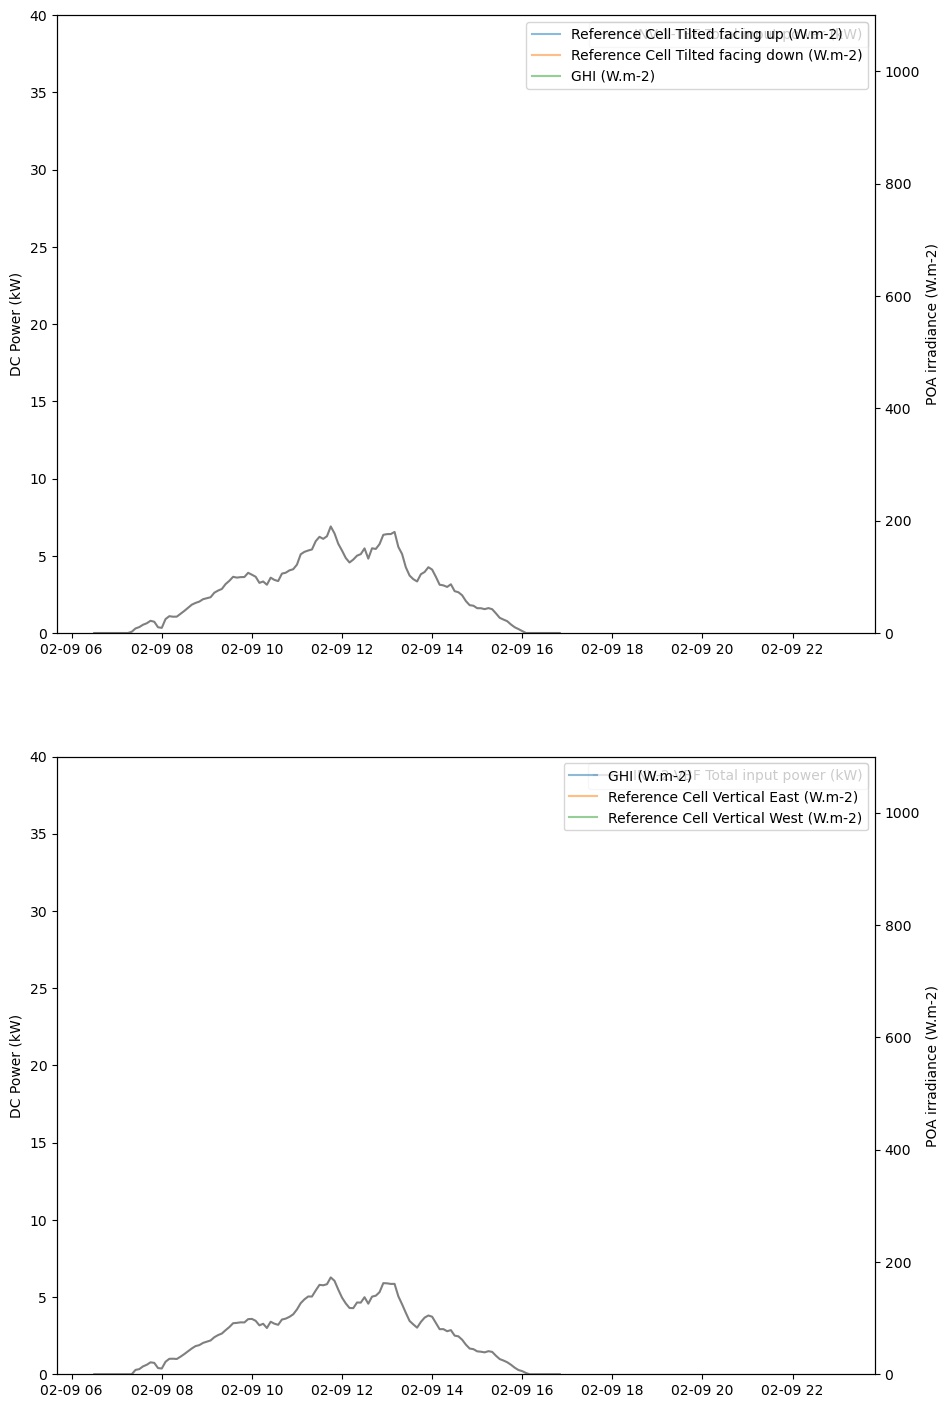 40
35
30
25
20
15
10
5
0
DC Power (kW)
Reference Cell Tilted facing up (W.m-2)
Reference Cell Tilted facing down (W.m-2)
GHI (W.m-2)
1000
800
600
400
200
0
POA irradiance (W.m-2)
02-09 06 02-09 08 02-09 10 02-09 12 02-09 14 02-09 16 02-09 18 02-09 20 02-09 22
40
35
30
25
20
15
10
5
0
DC Power (kW)
GHI (W.m-2) Total input power (kW)
Reference Cell Vertical East (W.m-2)
Reference Cell Vertical West (W.m-2)
1000
800
600
400
200
0
POA irradiance (W.m-2)
02-09 06 02-09 08 02-09 10 02-09 12 02-09 14 02-09 16 02-09 18 02-09 20 02-09 22